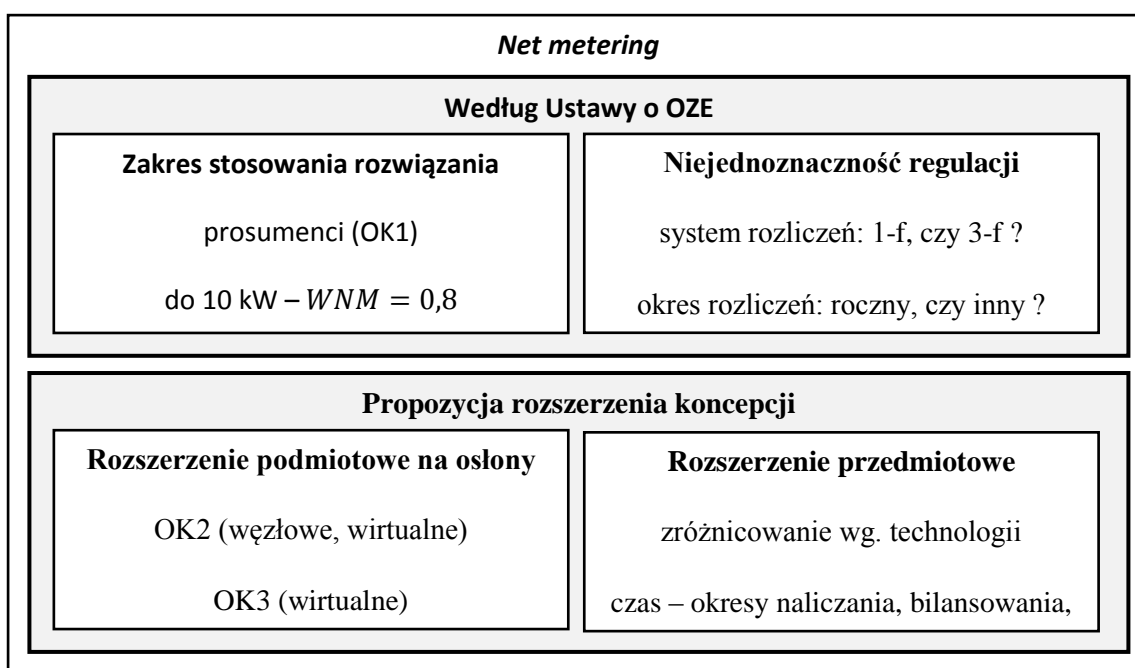 Net metering
Według Ustawy o OZE
Zakres stosowania rozwiązania
prosumenci (OK1)
do 10 kW – WNM = 0,8
Niejednoznaczność regulacji
system rozliczeń: 1-f, czy 3-f ?
okres rozliczeń: roczny, czy inny ?
Propozycja rozszerzenia koncepcji
Rozszerzenie podmiotowe na osłony
OK2 (węzłowe, wirtualne)
OK3 (wirtualne)
Rozszerzenie przedmiotowe
zróżnicowanie wg. technologii
czas – okresy naliczania, bilansowania,